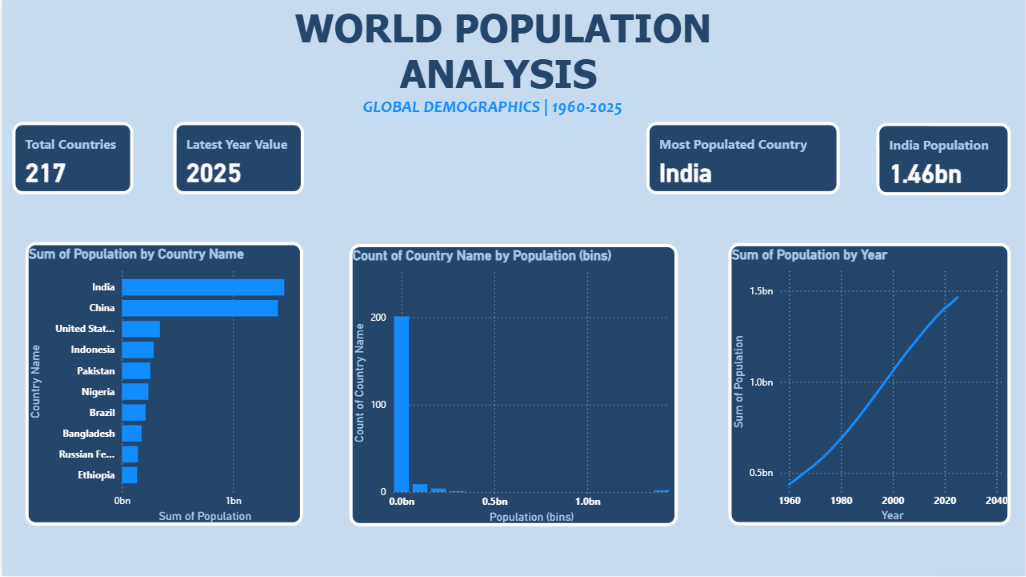 WORLD POPULATION
ANALYSIS
GLOBAL DEMOGRAPHICS | 1960-2025
Total Countries
217
Latest Year Value
2025
Most Populated Country
India
India Population
1.46bn
Sum of Population by Country Name
Country Name
India
China
United Stat...
Indonesia
Pakistan
Nigeria
Brazil
Bangladesh
Russian Fe...
Ethiopia
0bn 1bn
Sum of Population
Count of Country Name by Population (bins)
Count of Country Name
200
100
0
0.0bn 0.5bn 1.0bn
Population (bins)
Sum of Population by Year
Sum of Population
1.5bn
1.0bn
0.5bn
1960 1980 2000 2020 2040
Year